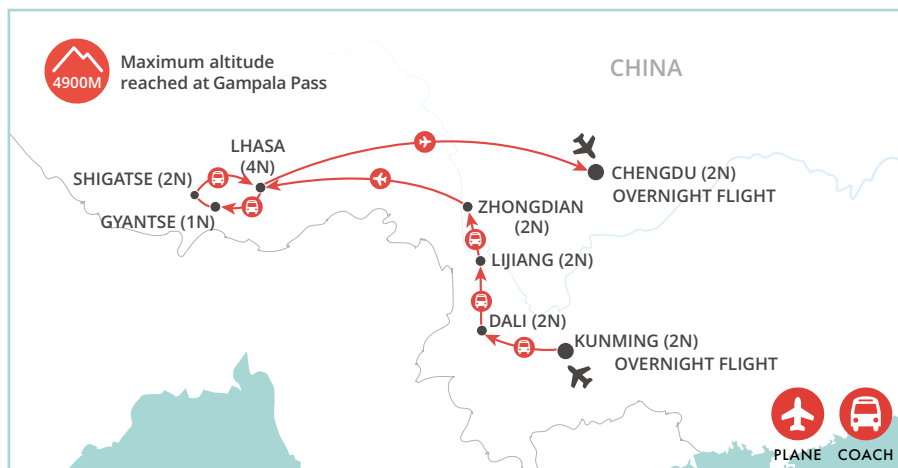 4900M
Maximum altitude
reached at Gampala Pass
CHINA
LHASA
(4N)
SHIGATSE (2N)
GYANTSE (1N)
CHENGDU (2N)
OVERNIGHT FLIGHT
ZHONGDIAN
(2N)
LIJIANG (2N)
DALI (2N)
KUNMING (2N)
OVERNIGHT FLIGHT
PLANE
COACH